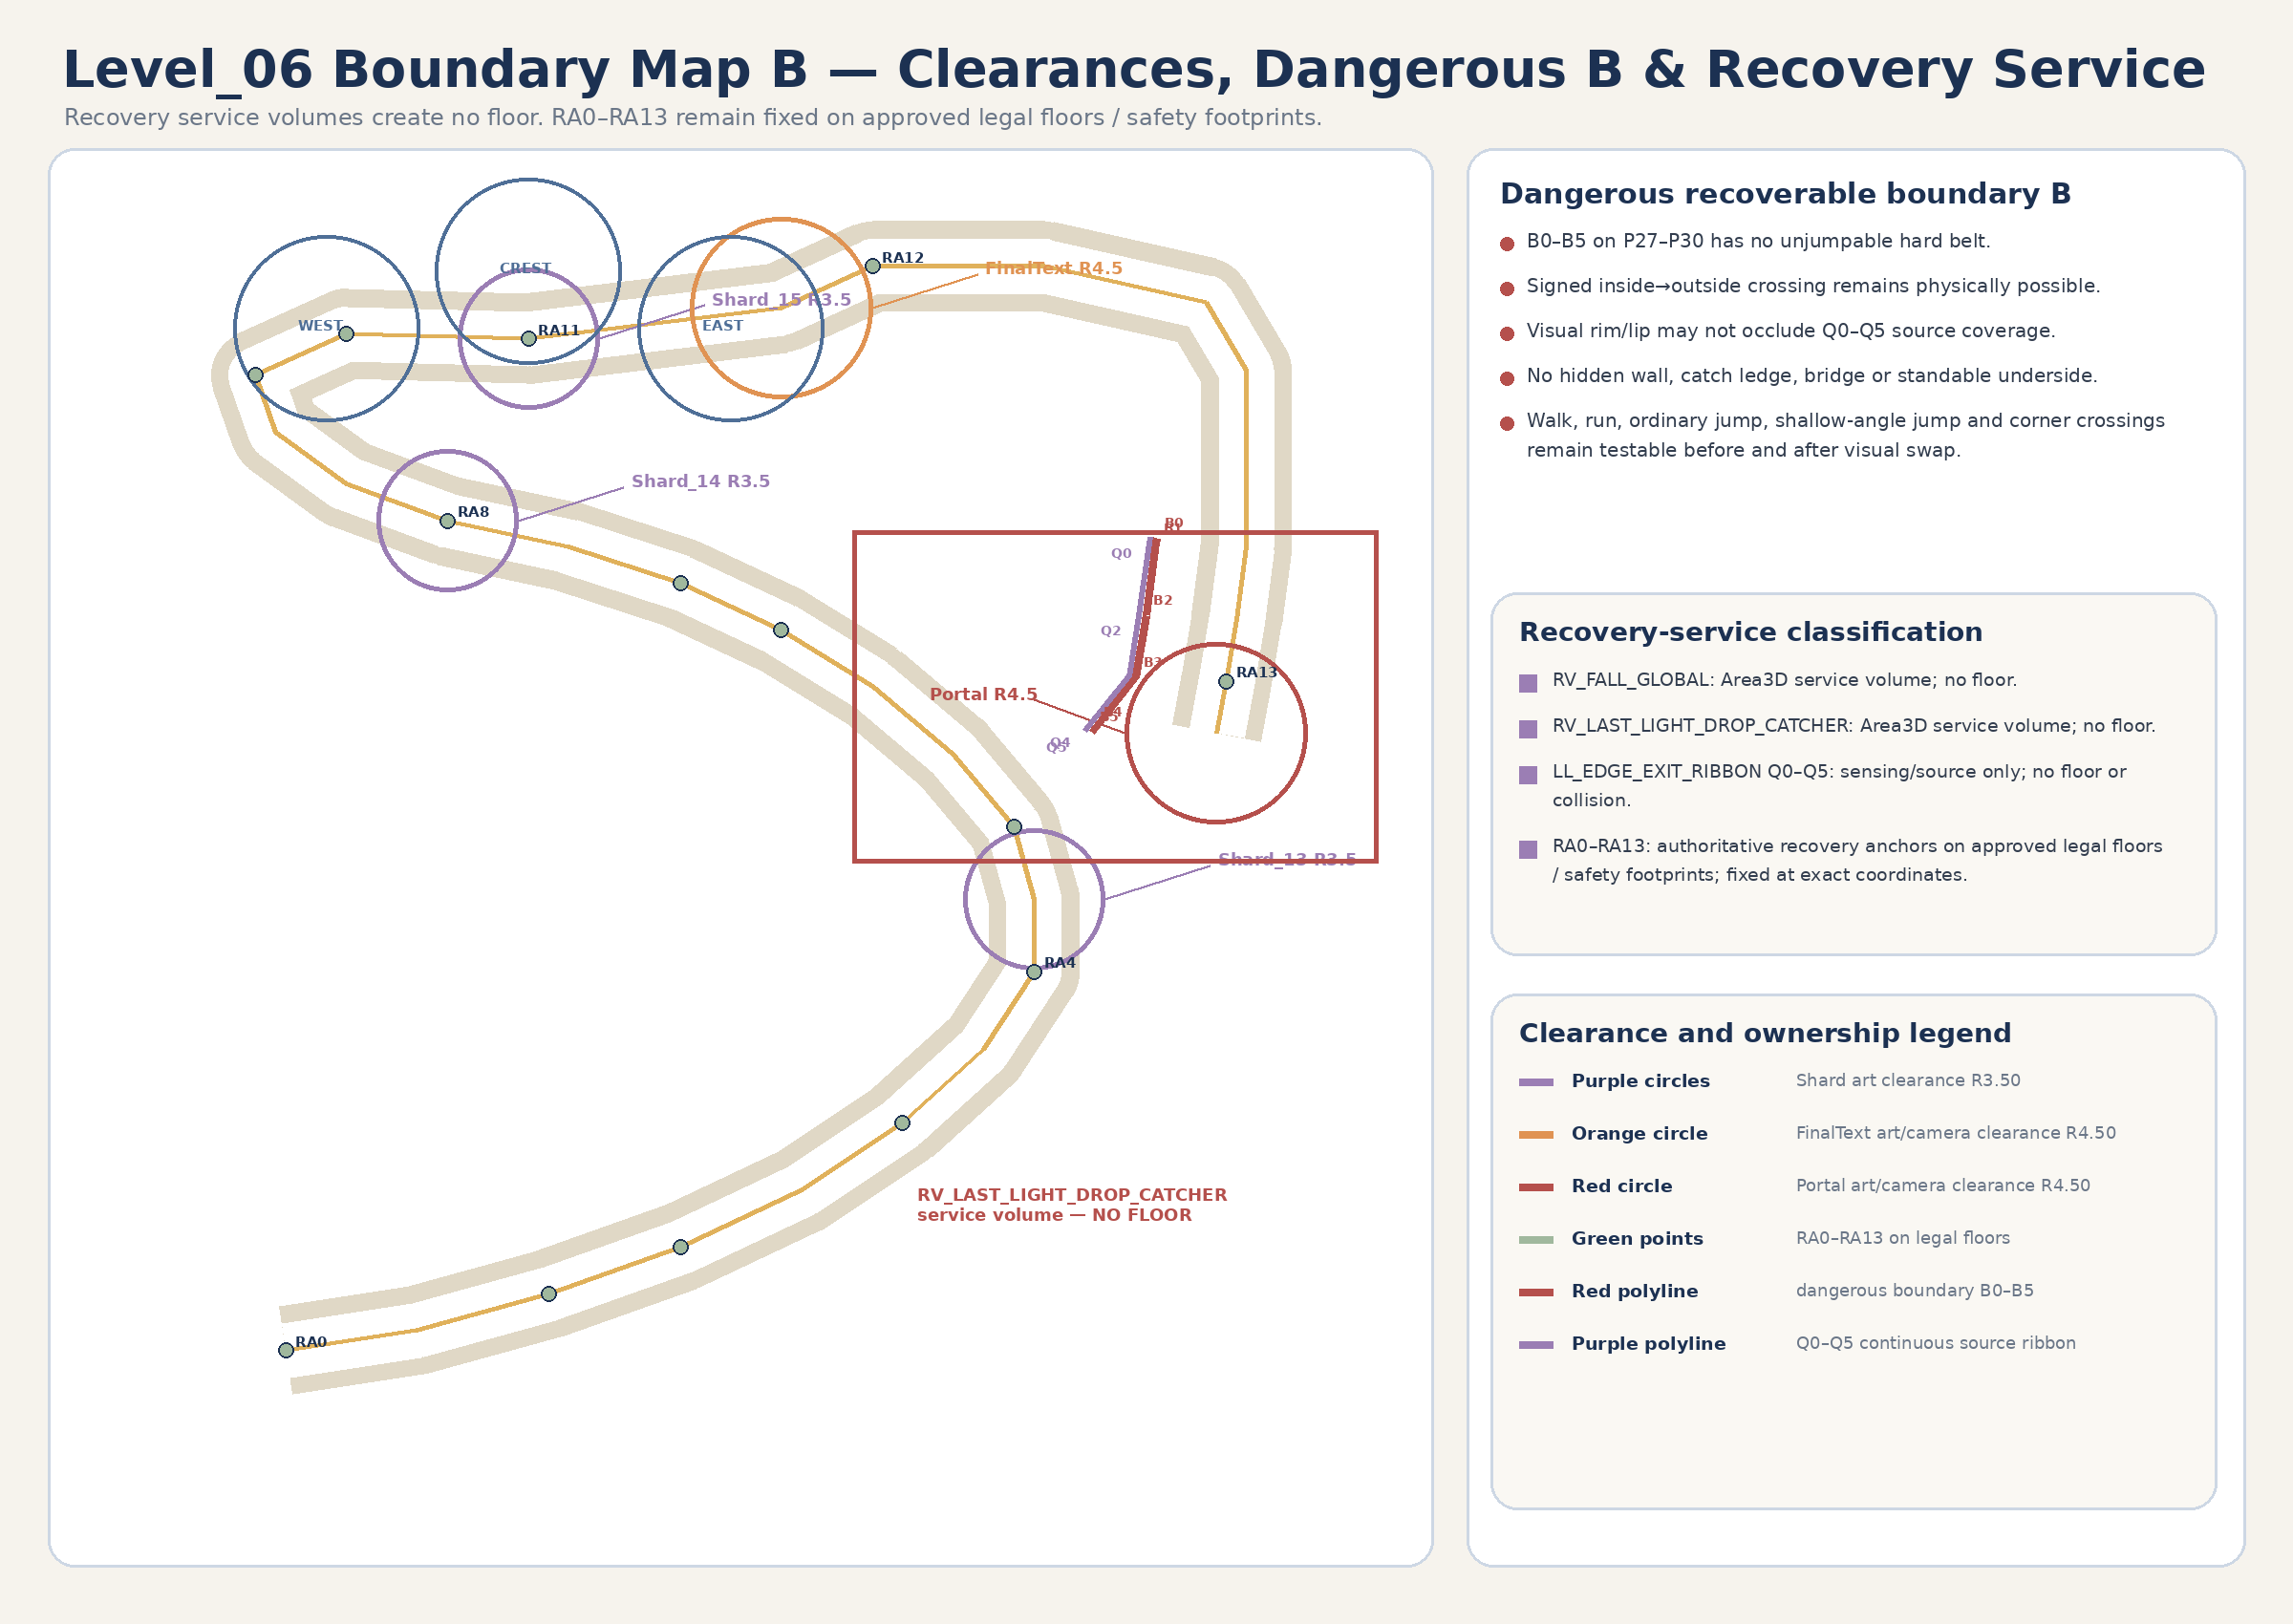 Level_06 Boundary Map B — Clearances, Dangerous B & Recovery Service
Recovery service volumes create no floor. RA0–RA13 remain fixed on approved legal floors / safety footprints.
CREST
WEST
RA11
Shard_15 R3.5
EAST
RA12
FinalText R4.5
RA8
Shard_14 R3.5
B0
B1
Q0
B2
Q2
B3
RA13
Portal R4.5
B4
B5
Q4
Q5
Shard_13 R3.5
RA4
RV_LAST_LIGHT_DROP_CATCHER
service volume — NO FLOOR
RA0
Dangerous recoverable boundary B
B0–B5 on P27–P30 has no unjumpable hard belt.
Signed inside→outside crossing remains physically possible.
Visual rim/lip may not occlude Q0–Q5 source coverage.
No hidden wall, catch ledge, bridge or standable underside.
Walk, run, ordinary jump, shallow-angle jump and corner crossings
remain testable before and after visual swap.
Recovery-service classification
RV_FALL_GLOBAL: Area3D service volume; no floor.
RV_LAST_LIGHT_DROP_CATCHER: Area3D service volume; no floor.
LL_EDGE_EXIT_RIBBON Q0–Q5: sensing/source only; no floor or
collision.
RA0–RA13: authoritative recovery anchors on approved legal floors
/ safety footprints; fixed at exact coordinates.
Clearance and ownership legend
Purple circles Shard art clearance R3.50
Orange circle FinalText art/camera clearance R4.50
Red circle Portal art/camera clearance R4.50
Green points RA0–RA13 on legal floors
Red polyline dangerous boundary B0–B5
Purple polyline Q0–Q5 continuous source ribbon